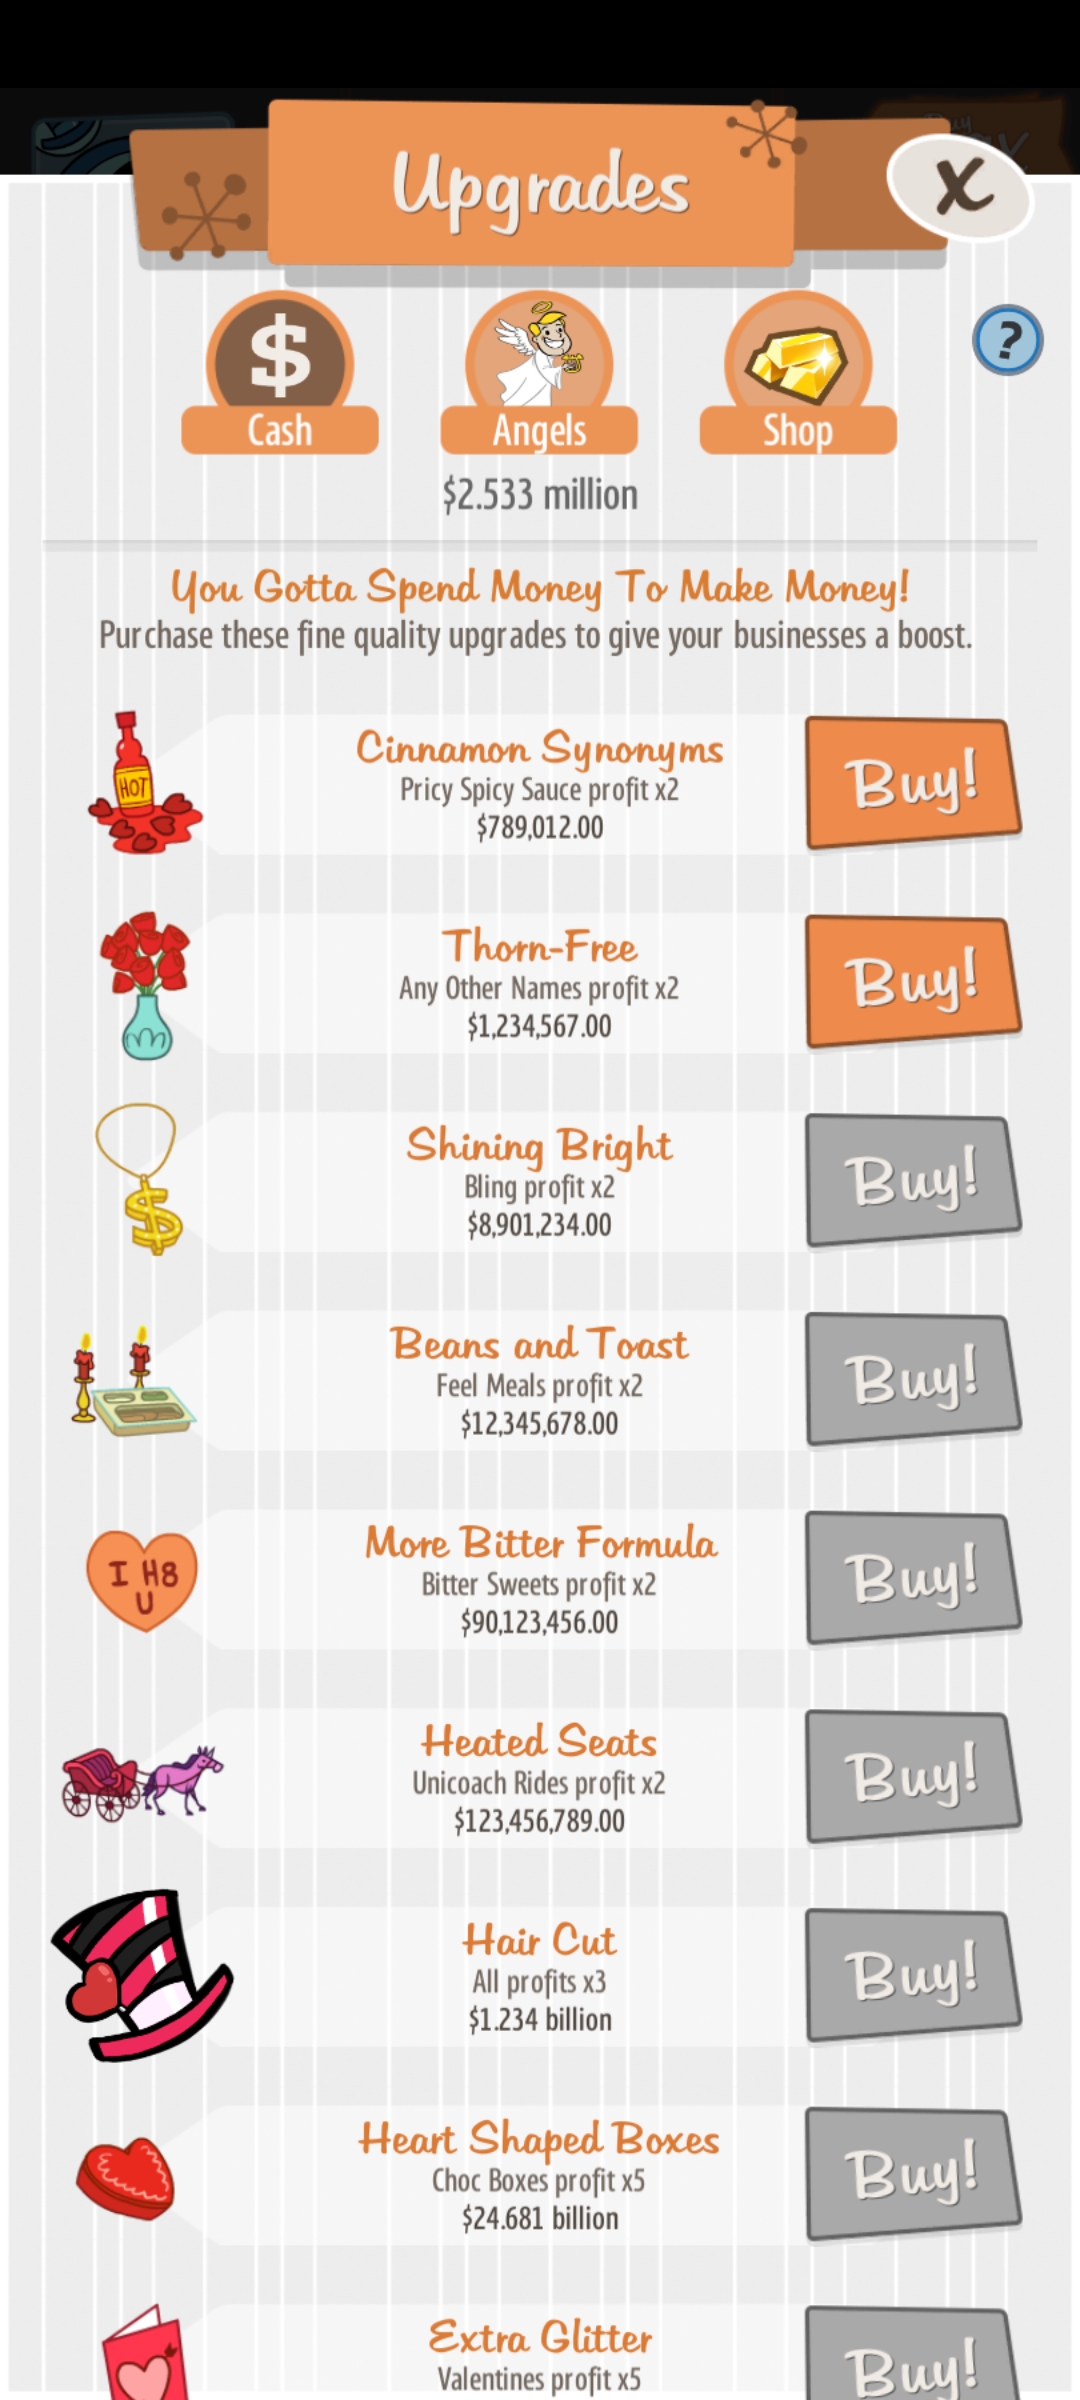 Upgrades
X
$
Cash
Angels
Shop
?
$2.533 million
You Gotta Spend Money To Make Money!
Purchase these fine quality upgrades to give your businesses a boost.
HOT
Cinnamon Synonyms
Pricy Spicy Sauce profit x2
$789,012.00
Buy!
Thorn-Free
Any Other Names profit x2
$1,234,567.00
Buy!
Shining Bright
Bling profit x2
$8,901,234.00
Buy!
Beans and Toast
Feel Meals profit x2
$12,345,678.00
Buy!
I H8
U
More Bitter Formula
Bitter Sweets profit x2
$90,123,456.00
Buy!
Heated Seats
Unicoach Rides profit x2
$123,456,789.00
Buy!
Hair Cut
All profits x3
$1.234 billion
Buy!
Heart Shaped Boxes
Choc Boxes profit x5
$24.681 billion
Buy!
Extra Glitter
Valentines profit x5
Buy!